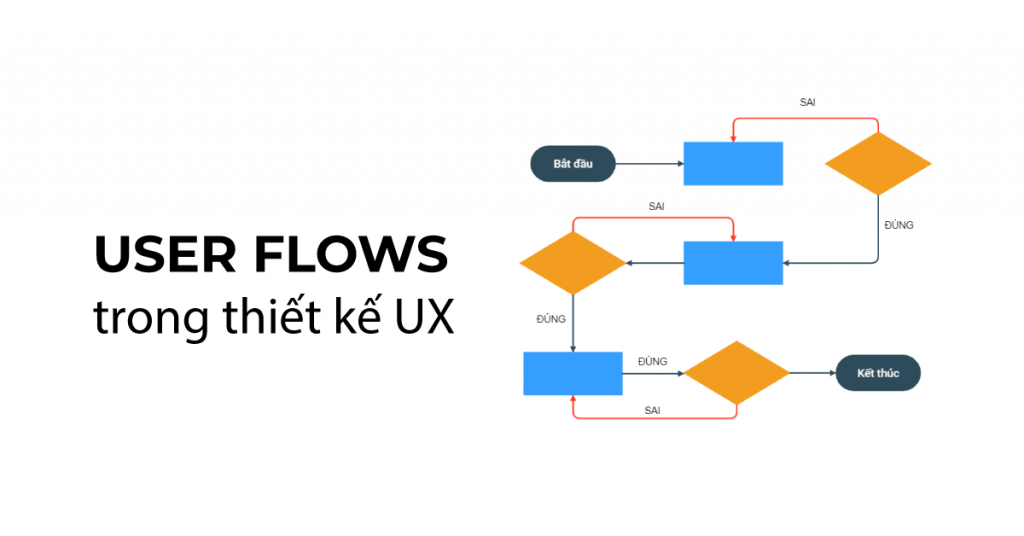 USER FLOWS
trong thiết kế UX
SAI
Bắt đầu
SAI
ĐÚNG
ĐÚNG
ĐÚNG
Kết thúc
SAI